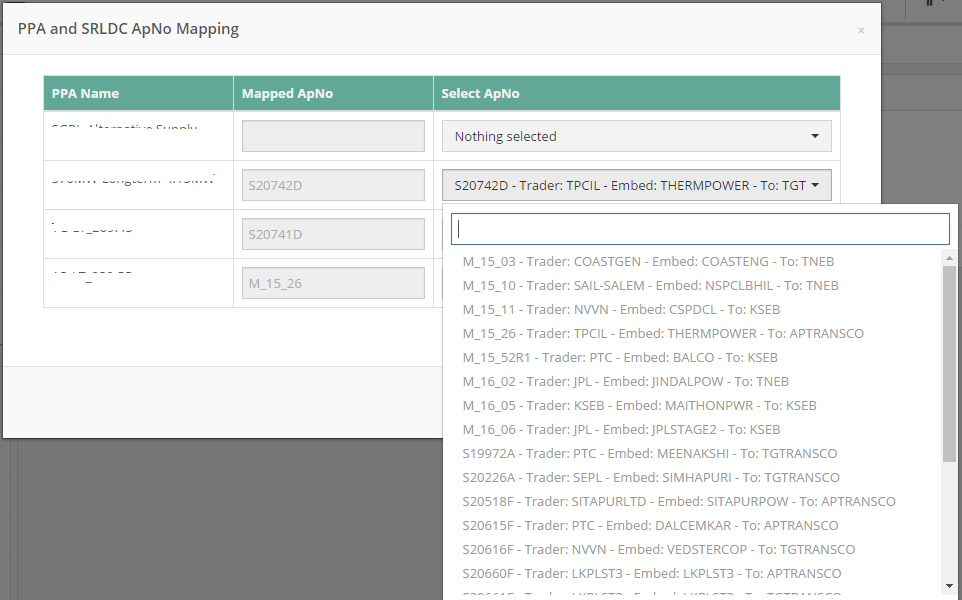 PPA and SRLDC ApNo Mapping
×
PPA Name Mapped ApNo Select ApNo
Nothing selected
S20742D S20742D - Trader: TPCIL - Embed: THERMPOWER - To: TGT
S20741D
M_15_26
M_15_03 - Trader: COASTGEN - Embed: COASTENG - To: TNEB
M_15_10 - Trader: SAIL-SALEM - Embed: NSPCLBHIL - To: TNEB
M_15_11 - Trader: NVVN - Embed: CSPDCL - To: KSEB
M_15_26 - Trader: TPCIL - Embed: THERMPOWER - To: APTRANSCO
M_15_52R1 - Trader: PTC - Embed: BALCO - To: KSEB
M_16_02 - Trader: JPL - Embed: JINDALPOW - To: TNEB
M_16_05 - Trader: KSEB - Embed: MAITHONPWR - To: KSEB
M_16_06 - Trader: JPL - Embed: JPLSTAGE2 - To: KSEB
S19972A - Trader: PTC - Embed: MEENAKSHI - To: TGTRANSCO
S20226A - Trader: SEPL - Embed: SIMHAPURI - To: TGTRANSCO
S20518F - Trader: SITAPURLTD - Embed: SITAPURPOW - To: APTRANSCO
S20615F - Trader: PTC - Embed: DALCEMKAR - To: APTRANSCO
S20616F - Trader: NVVN - Embed: VEDSTERCOP - To: TGTRANSCO
S20660F - Trader: LKPLST3 - Embed: LKPLST3 - To: APTRANSCO